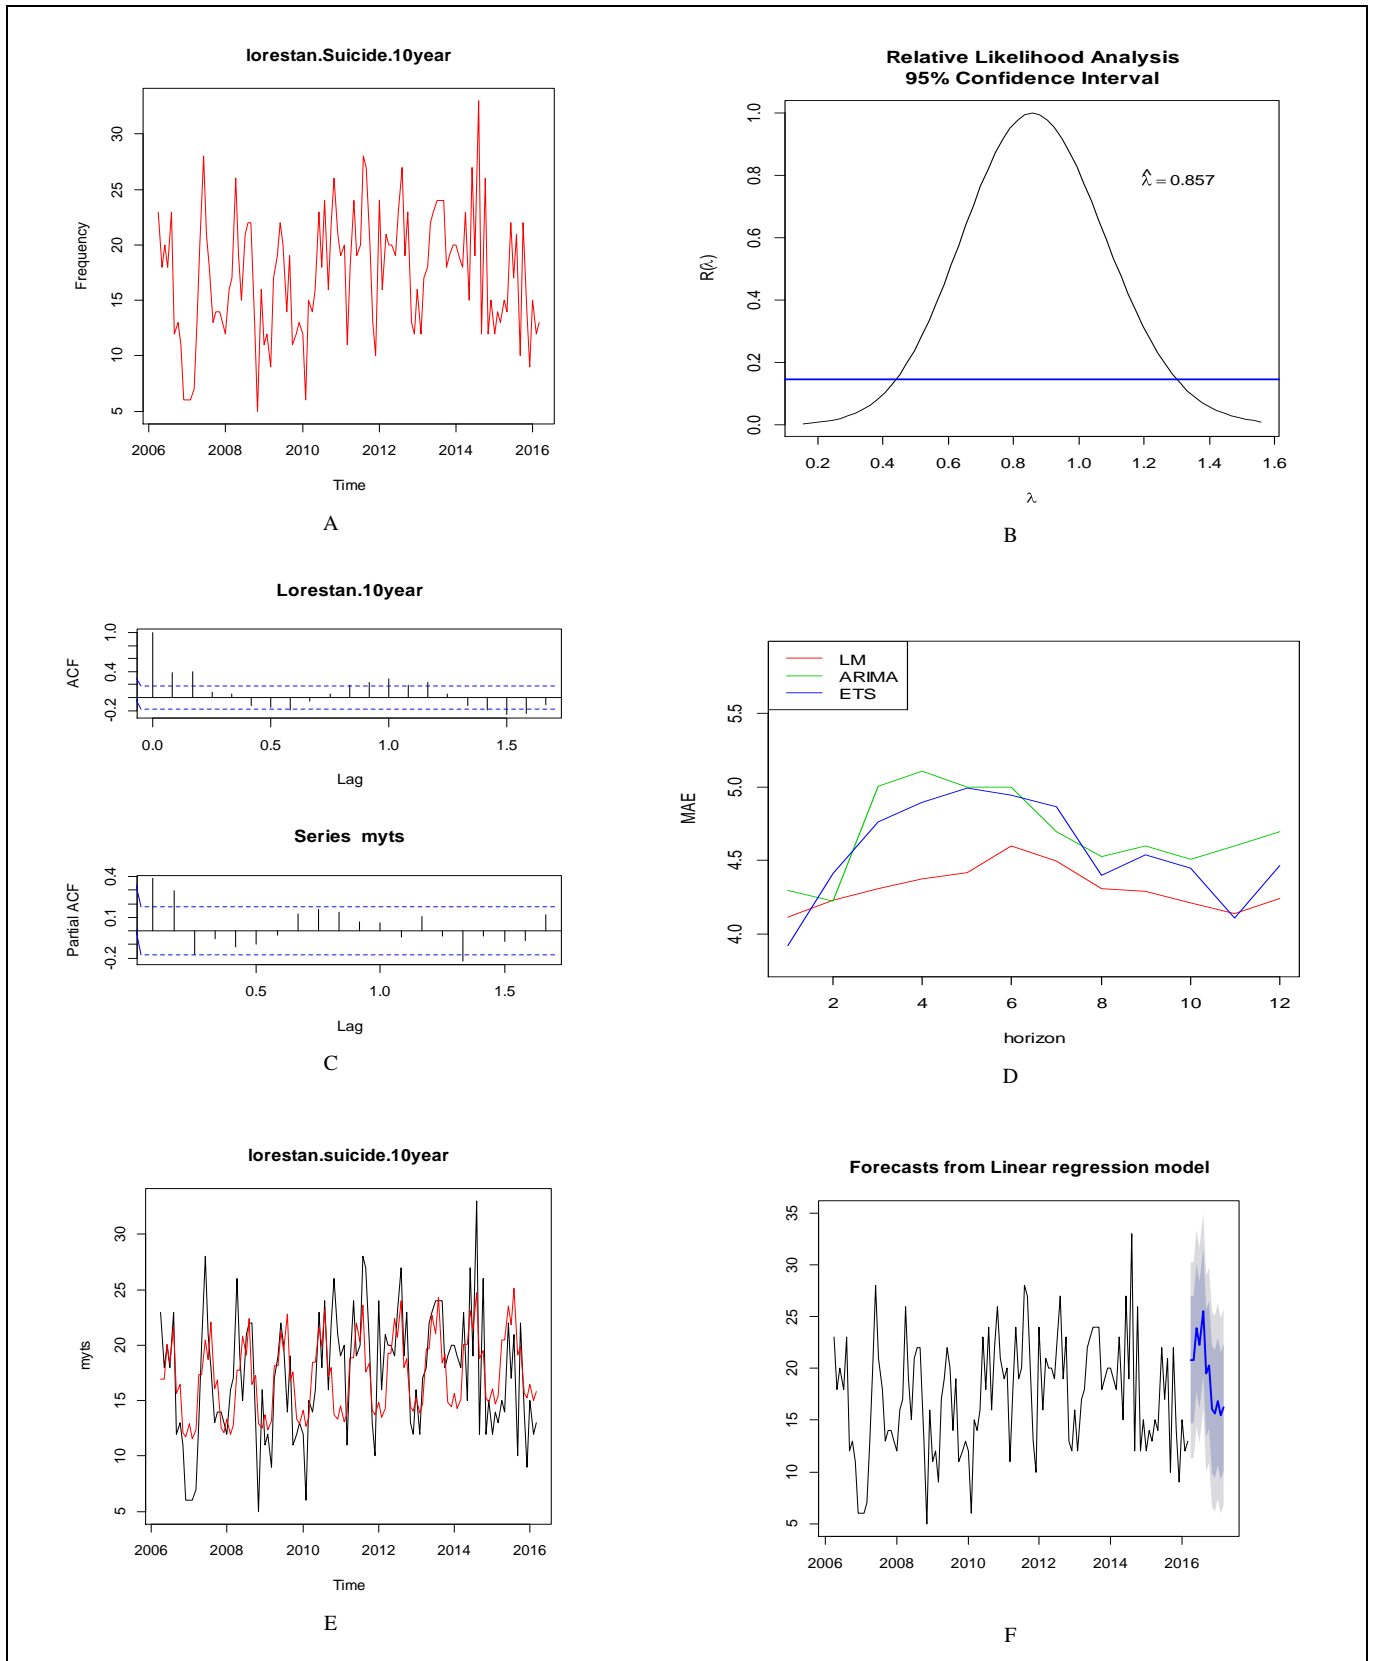 lorestan.Suicide.10year
Frequency
30
25
20
15
10
5
2006 2008 2010 2012 2014 2016
Time
A
Relative Likelihood Analysis
95% Confidence Interval
R(λ)
1.0
0.8
0.6
0.4
0.2
0.0
λ̂ = 0.857
0.2 0.4 0.6 0.8 1.0 1.2 1.4 1.6
λ
B
Lorestan.10year
ACF
1.0
0.4
-0.2
0.0 0.5 1.0 1.5
Lag
Series myts
Partial ACF
0.4
0.1
-0.2
0.5 1.0 1.5
Lag
C
LM
ARIMA
ETS
MAE
5.5
5.0
4.5
4.0
2 4 6 8 10 12
horizon
D
lorestan.suicide.10year
myts
30
25
20
15
10
5
2006 2008 2010 2012 2014 2016
Time
E
Forecasts from Linear regression model
35
30
25
20
15
10
5
2006 2008 2010 2012 2014 2016
F